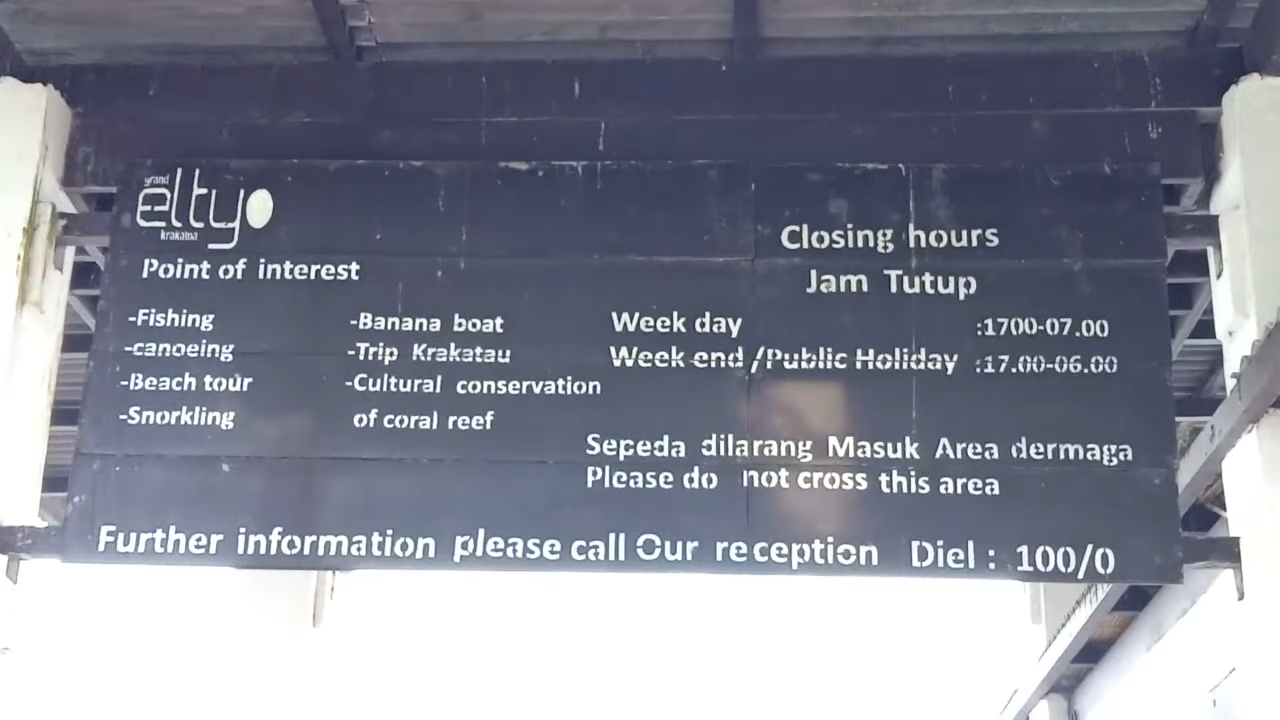 grand
elty
krakatoa
Point of interest
-Fishing
-canoeing
-Beach tour
-Snorkling
-Banana boat
-Trip Krakatau
-Cultural conservation
of coral reef
Closing hours
Jam Tutup
Week day :1700-07.00
Week end /Public Holiday :17.00-06.00
Sepeda dilarang Masuk Area dermaga
Please do not cross this area
Further information please call Our reception Diel : 100/0